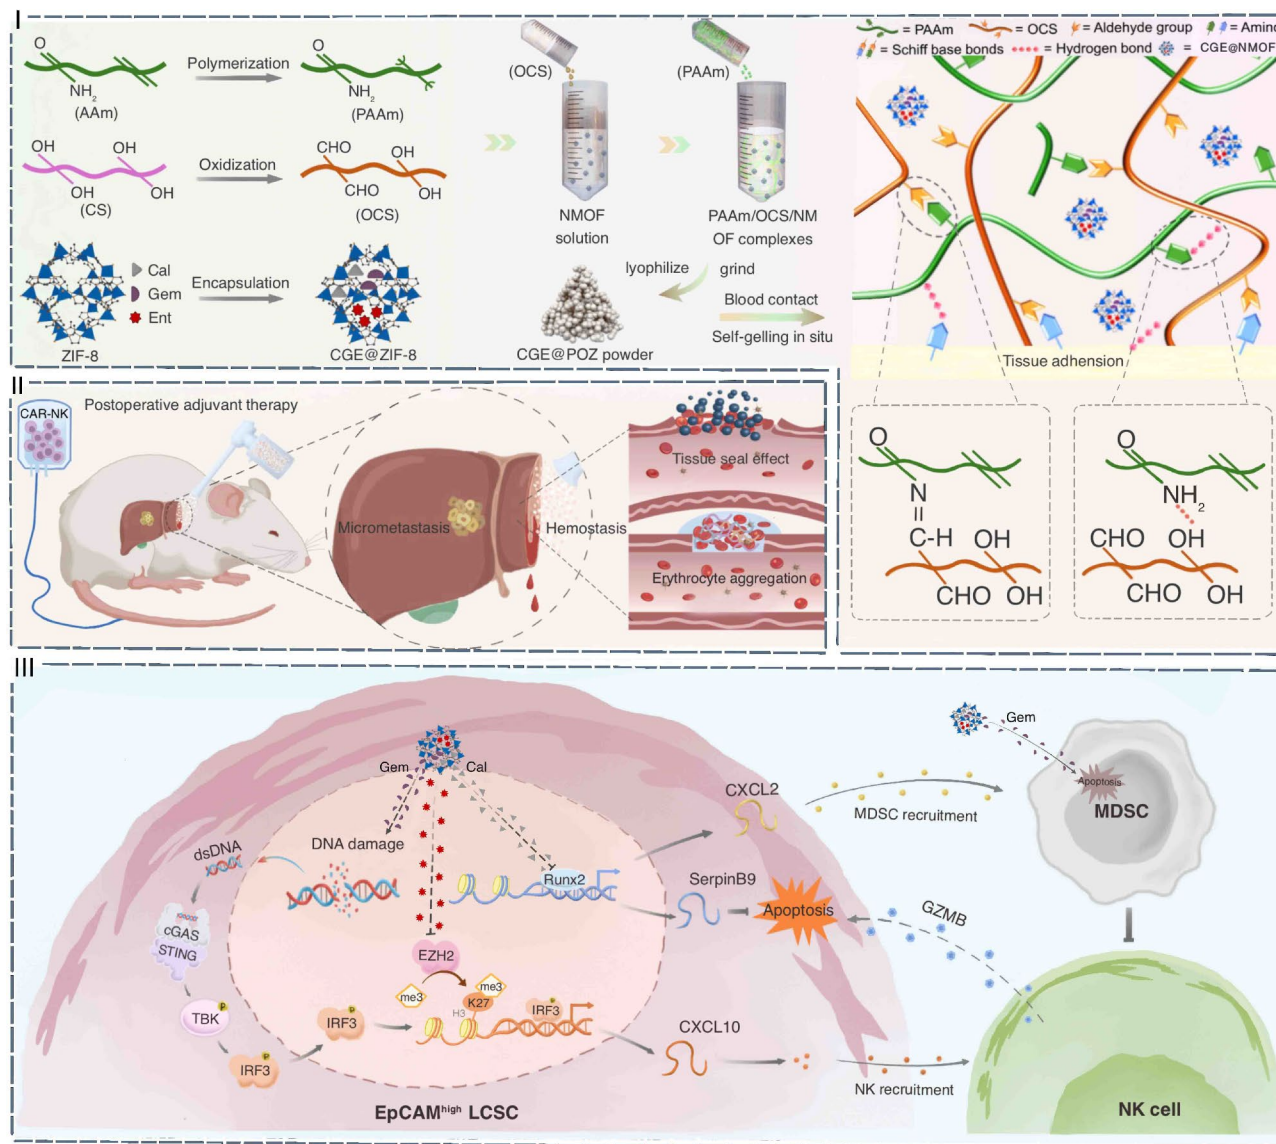 I
O
NH2
(AAm)
Polymerization
O
NH2
(PAAm)
OH
OH
OH
OH
(CS)
Oxidization
CHO
OH
CHO
OH
(OCS)
ZIF-8
Cal
Gem
Ent
Encapsulation
CGE@ZIF-8
(OCS)
(PAAm)
NMOF
solution
PAAm/OCS/NM
OF complexes
lyophilize
grind
CGE@POZ powder
Blood contact
Self-gelling in situ
= PAAm
= OCS
= Aldehyde group
= Amino
= Schiff base bonds
= Hydrogen bond
= CGE@NMOF
Tissue adhension
O
N
C-H
OH
CHO
OH
O
NH2
CHO
OH
CHO
OH
II
CAR-NK
Postoperative adjuvant therapy
Micrometastasis
Hemostasis
Tissue seal effect
Erythrocyte aggregation
III
Gem
Cal
DNA damage
dsDNA
cGAS
STING
TBK
P
IRF3
P
IRF3
P
EZH2
me3
me3
K27
H3
IRF3
P
Runx2
CXCL2
SerpinB9
Apoptosis
CXCL10
MDSC recruitment
GZMB
NK recruitment
Gem
Apoptosis
MDSC
NK cell
EpCAMhigh LCSC